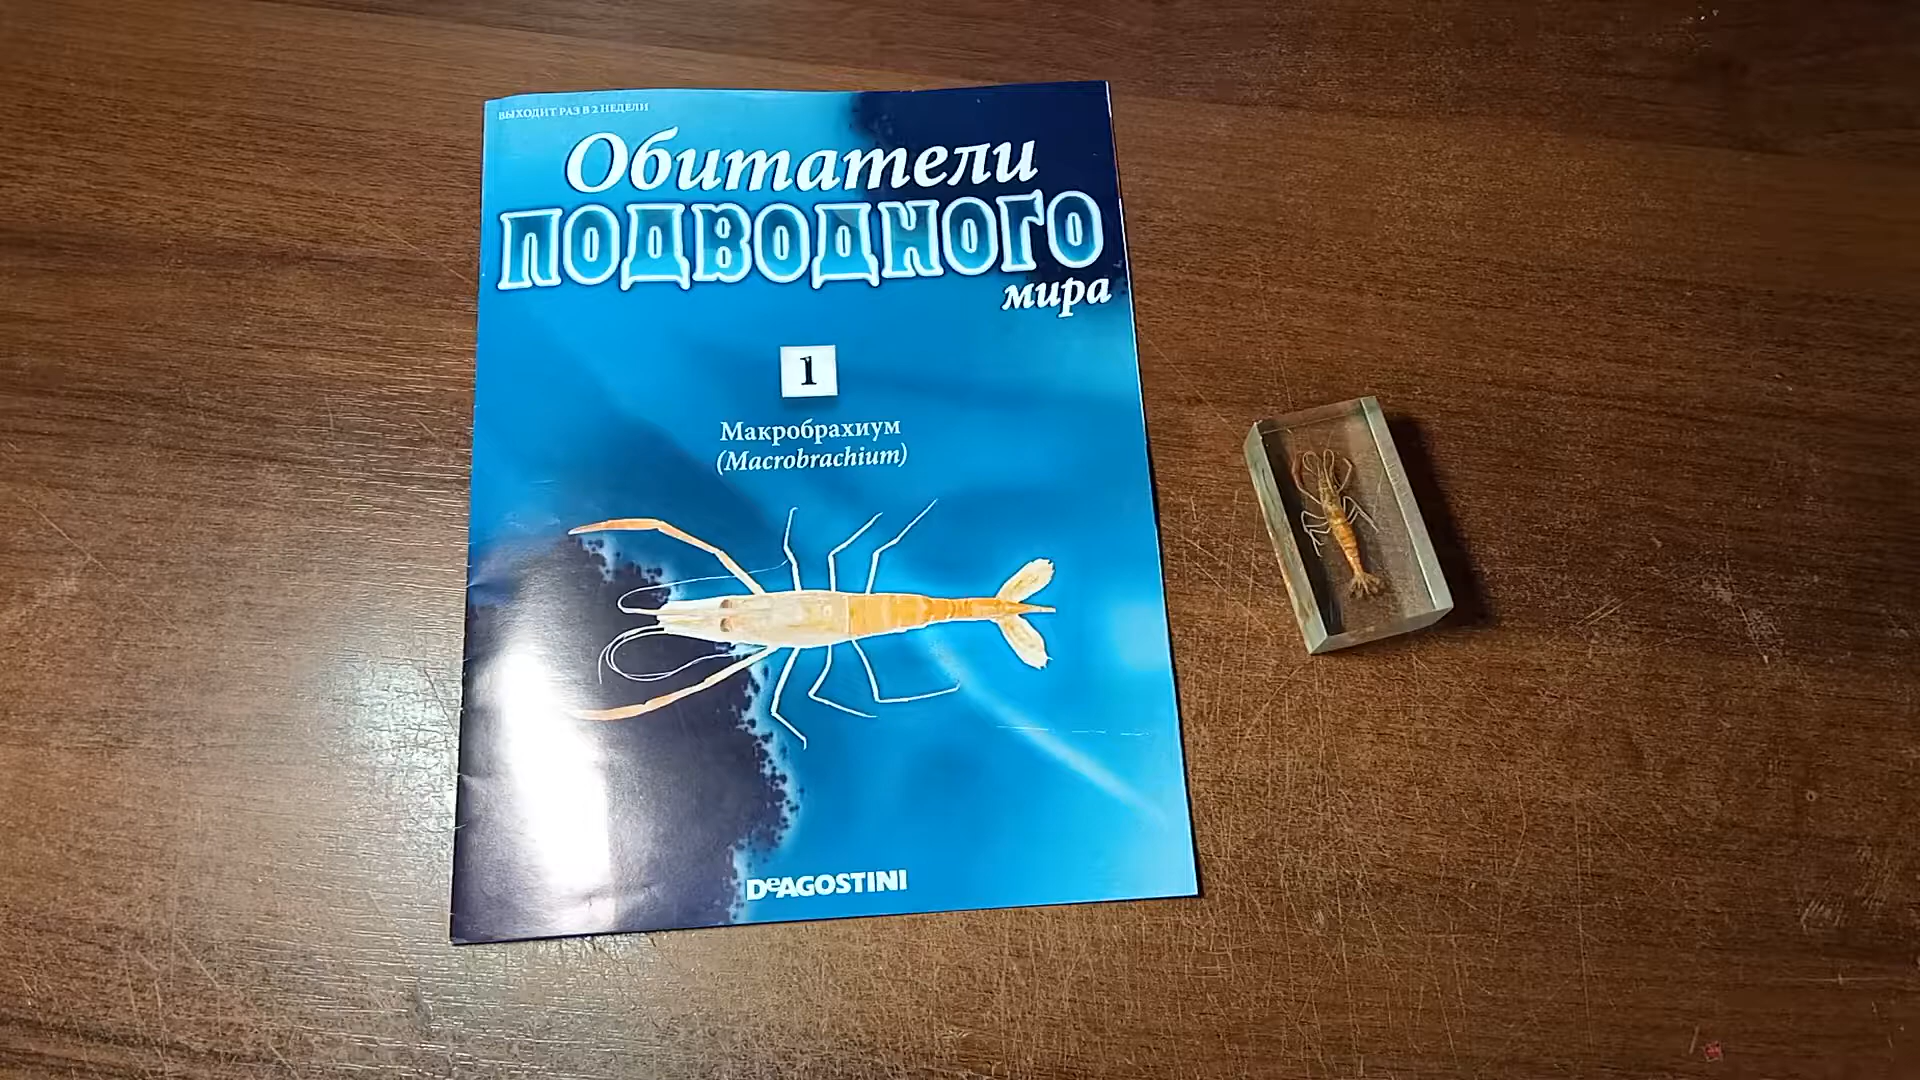 ВЫХОДИТ РАЗ В 2 НЕДЕЛИ
Обитатели
ПОДВОДНОГО
мира
1
Макробрахиум
(Macrobrachium)
DeAGOSTINI